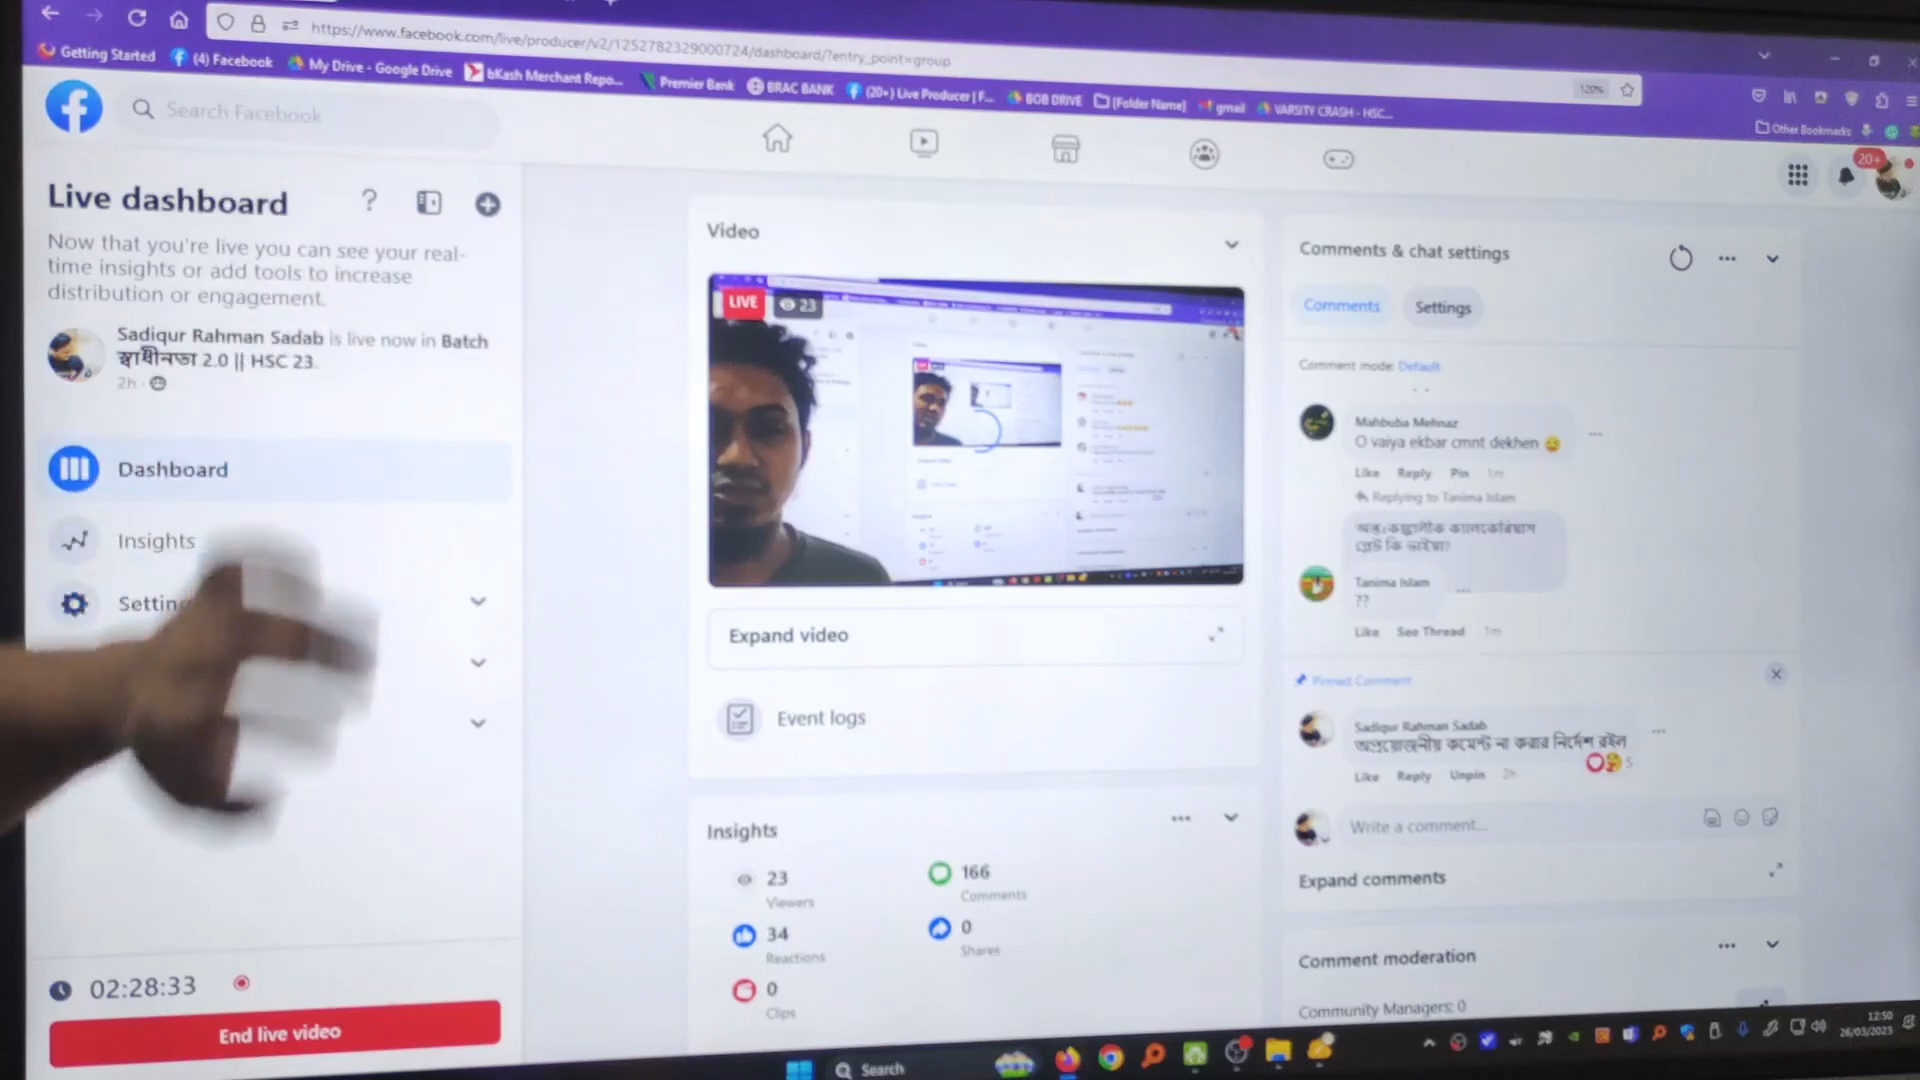 https://www.facebook.com/live/producer/v2/1252782329000724/dashboard/?entry_point=group
120%
Getting Started
(4) Facebook
My Drive - Google Drive
bKash Merchant Repo...
Premier Bank
BRAC BANK
(20+) Live Producer | F...
BOB DRIVE
[Folder Name]
gmail
VARSITY CRASH - HSC...
Other Bookmarks
Search Facebook
20+
Live dashboard
Now that you're live you can see your real-
time insights or add tools to increase
distribution or engagement.
Sadiqur Rahman Sadab is live now in Batch
স্বাধীনতা 2.0 || HSC 23.
2h
Dashboard
Insights
02:28:33
End live video
Video
LIVE
23
Expand video
Event logs
Insights
23
Viewers
166
Comments
34
Reactions
0
Shares
0
Clips
Comments & chat settings
Comments
Settings
Comment mode: Default
Mahbuba Mehnaz
O vaiya ekbar cmnt dekhen
Like Reply Pin 1m
Replying to Tanima Islam
Tanima Islam
??
Like See Thread 1m
Pinned Comment
Sadiqur Rahman Sadab
অপ্রয়োজনীয় কমেন্ট না করার নির্দেশ রইল
5
Like Reply Unpin 2h
Write a comment...
Expand comments
Comment moderation
Community Managers: 0
Search
12:50
26/03/2023